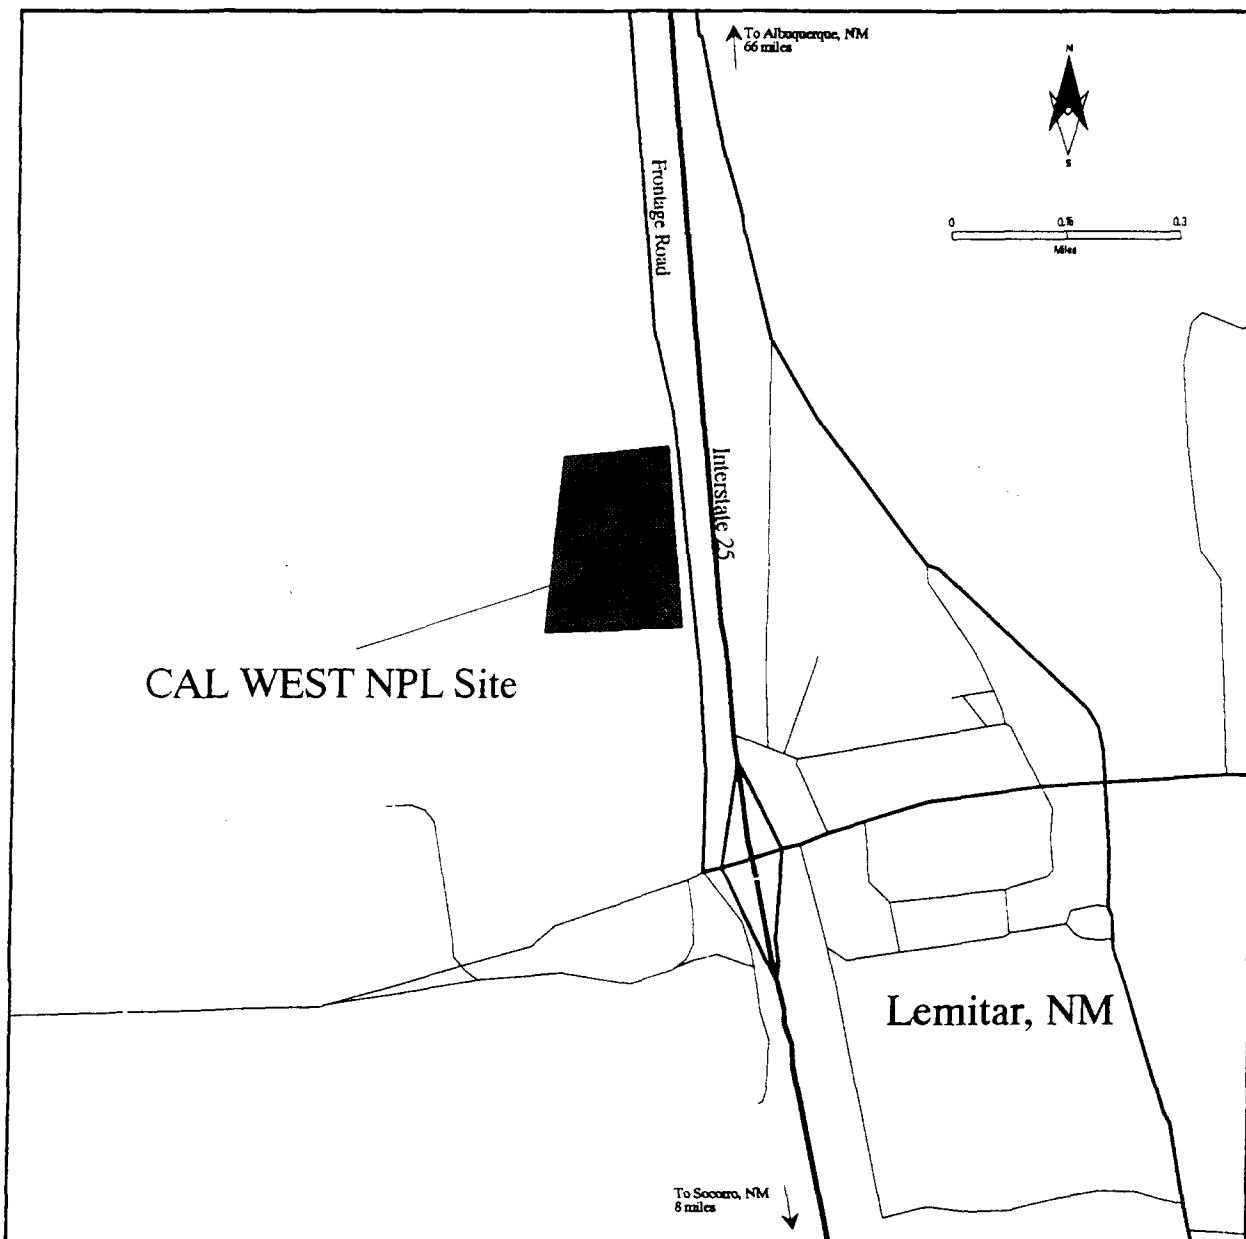 To Albuquerque, NM
66 miles
N
S
0 0.15 0.3
Miles
Frontage Road
Interstate 25
CAL WEST NPL Site
Lemitar, NM
To Socorro, NM
8 miles